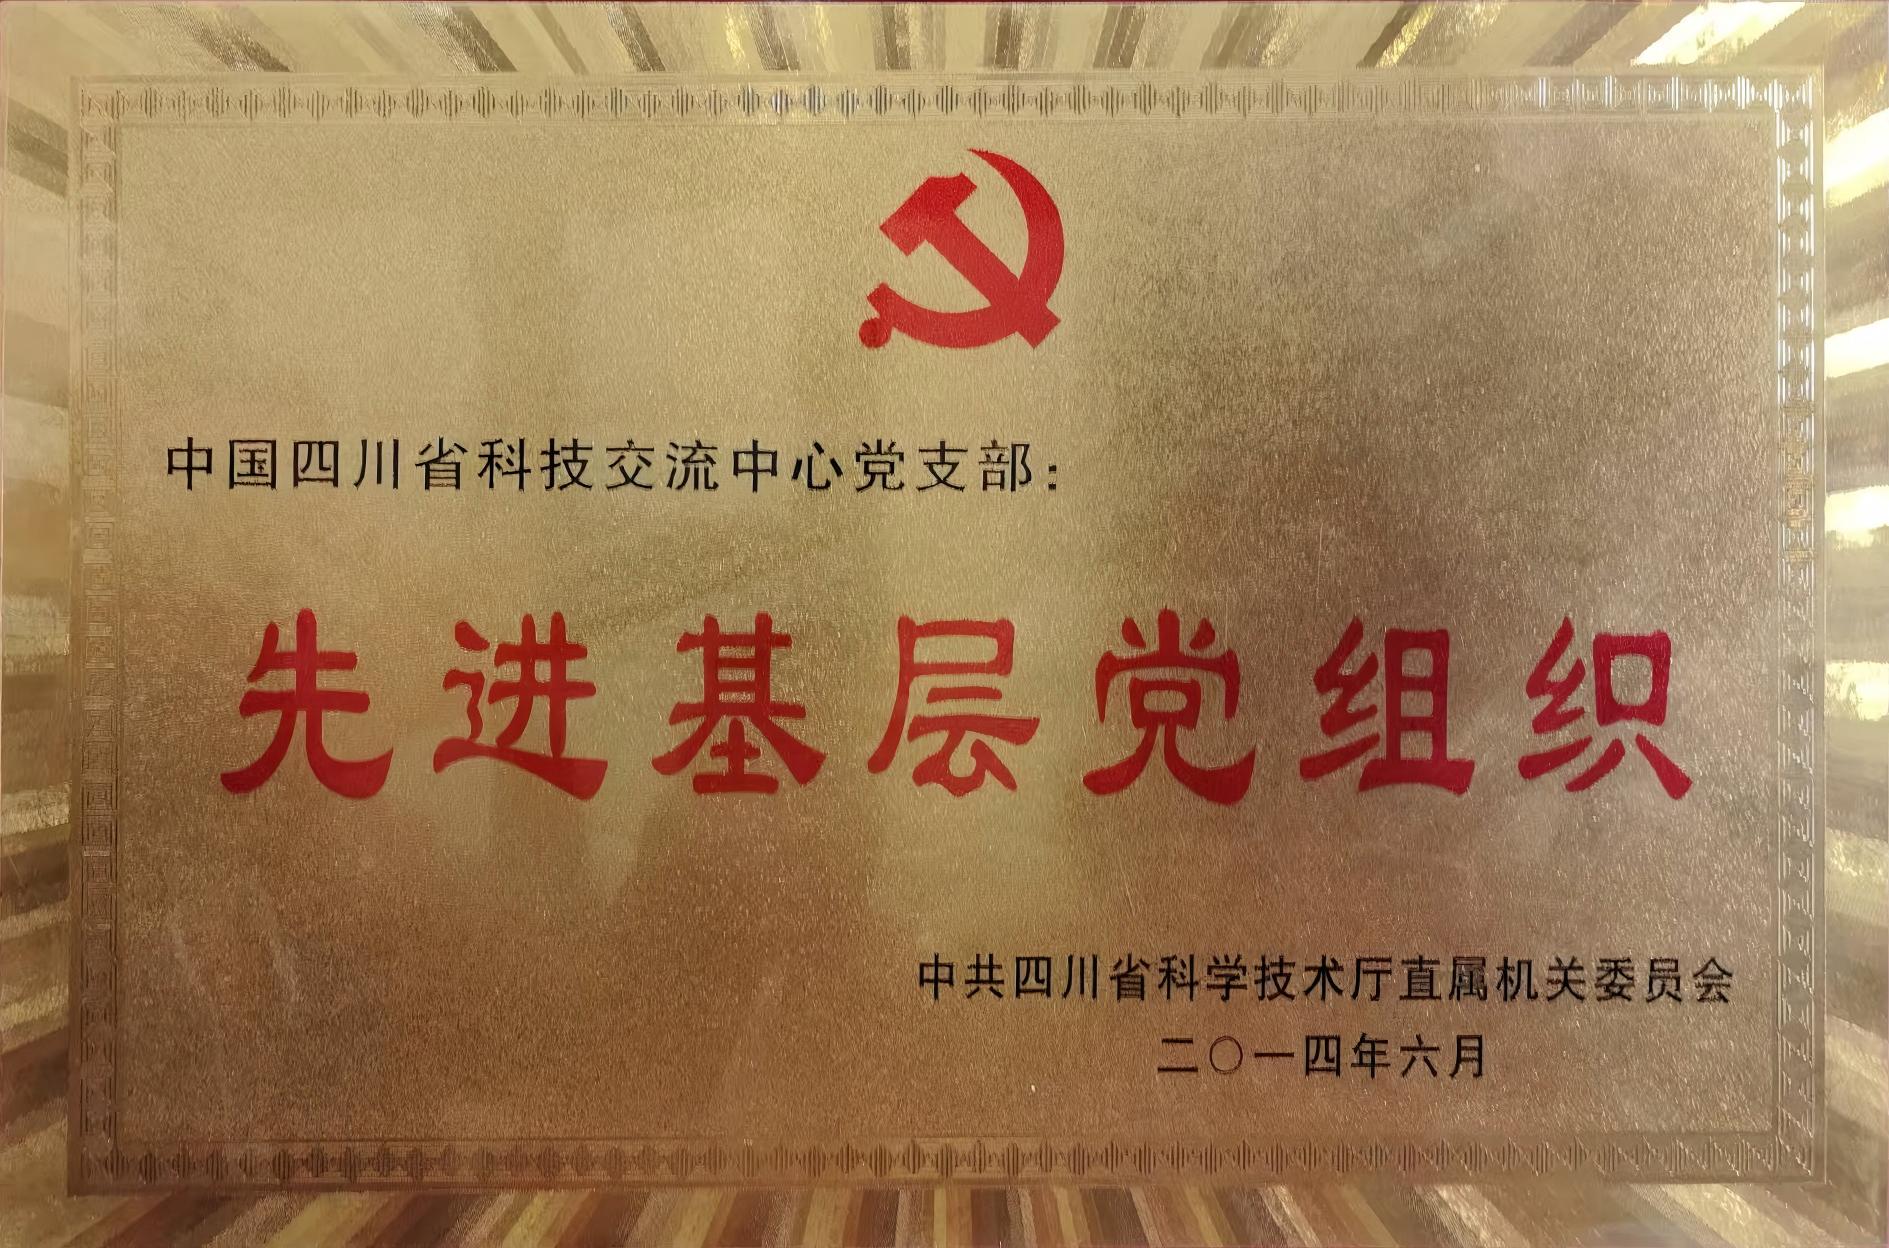 中国四川省科技交流中心党支部：
先进基层党组织
中共四川省科学技术厅直属机关委员会
二〇一四年六月